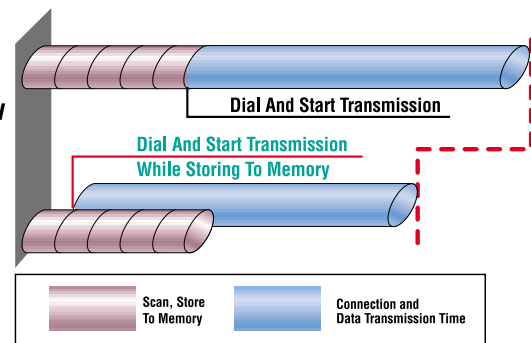 Dial And Start Transmission
Dial And Start Transmission
While Storing To Memory
Scan, Store
To Memory
Connection and
Data Transmission Time